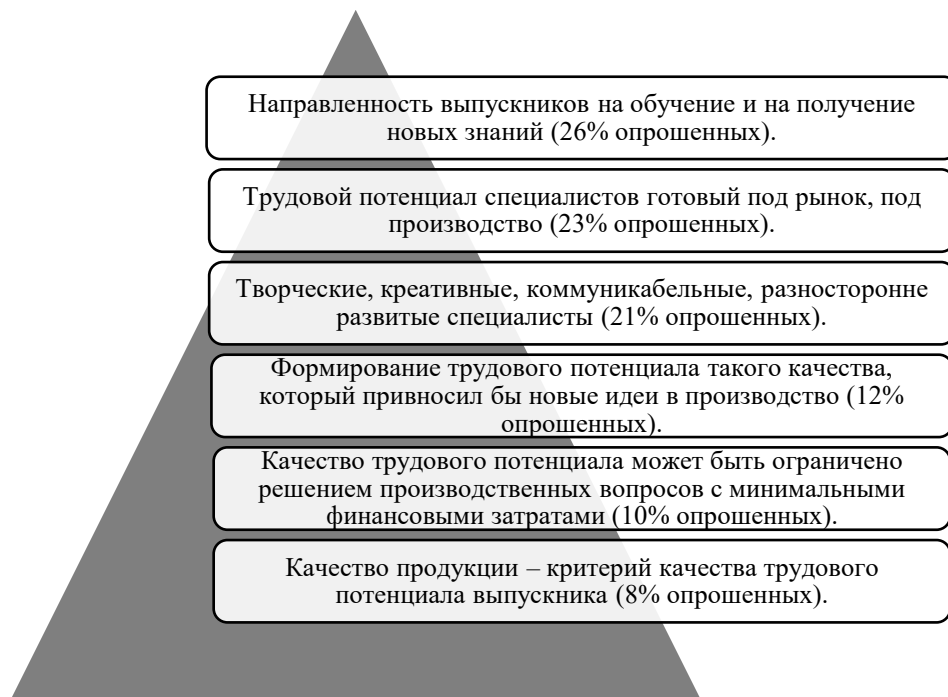 Направленность выпускников на обучение и на получение
новых знаний (26% опрошенных).
Трудовой потенциал специалистов готовый под рынок, под
производство (23% опрошенных).
Творческие, креативные, коммуникабельные, разносторонне
развитые специалисты (21% опрошенных).
Формирование трудового потенциала такого качества,
который привносил бы новые идеи в производство (12%
опрошенных).
Качество трудового потенциала может быть ограничено
решением производственных вопросов с минимальными
финансовыми затратами (10% опрошенных).
Качество продукции – критерий качества трудового
потенциала выпускника (8% опрошенных).